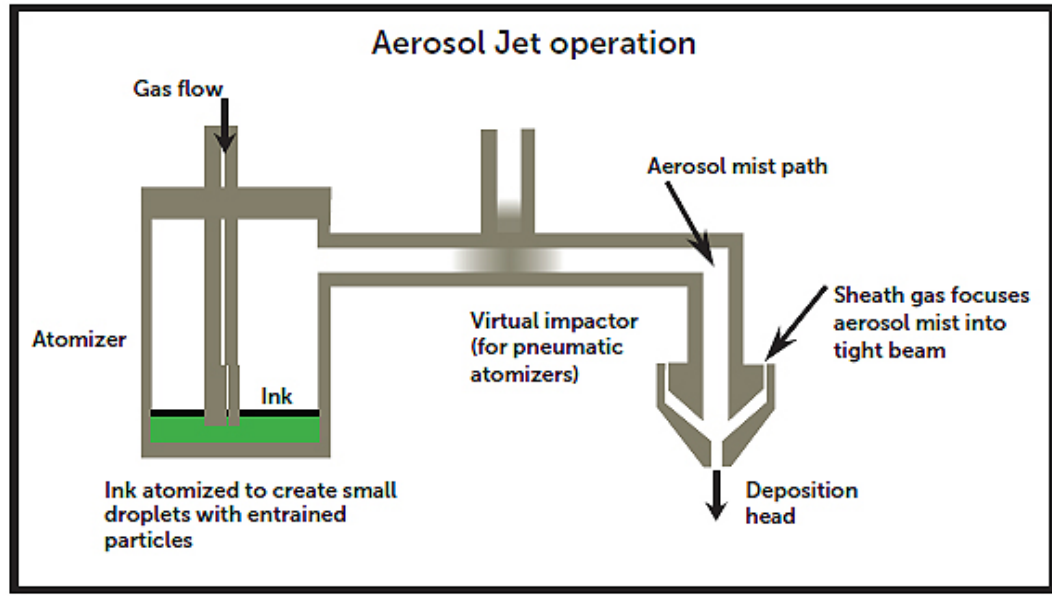 Aerosol Jet operation
Gas flow
Aerosol mist path
Sheath gas focuses
aerosol mist into
tight beam
Virtual impactor
(for pneumatic
atomizers)
Atomizer
Ink
Ink atomized to create small
droplets with entrained
particles
Deposition
head